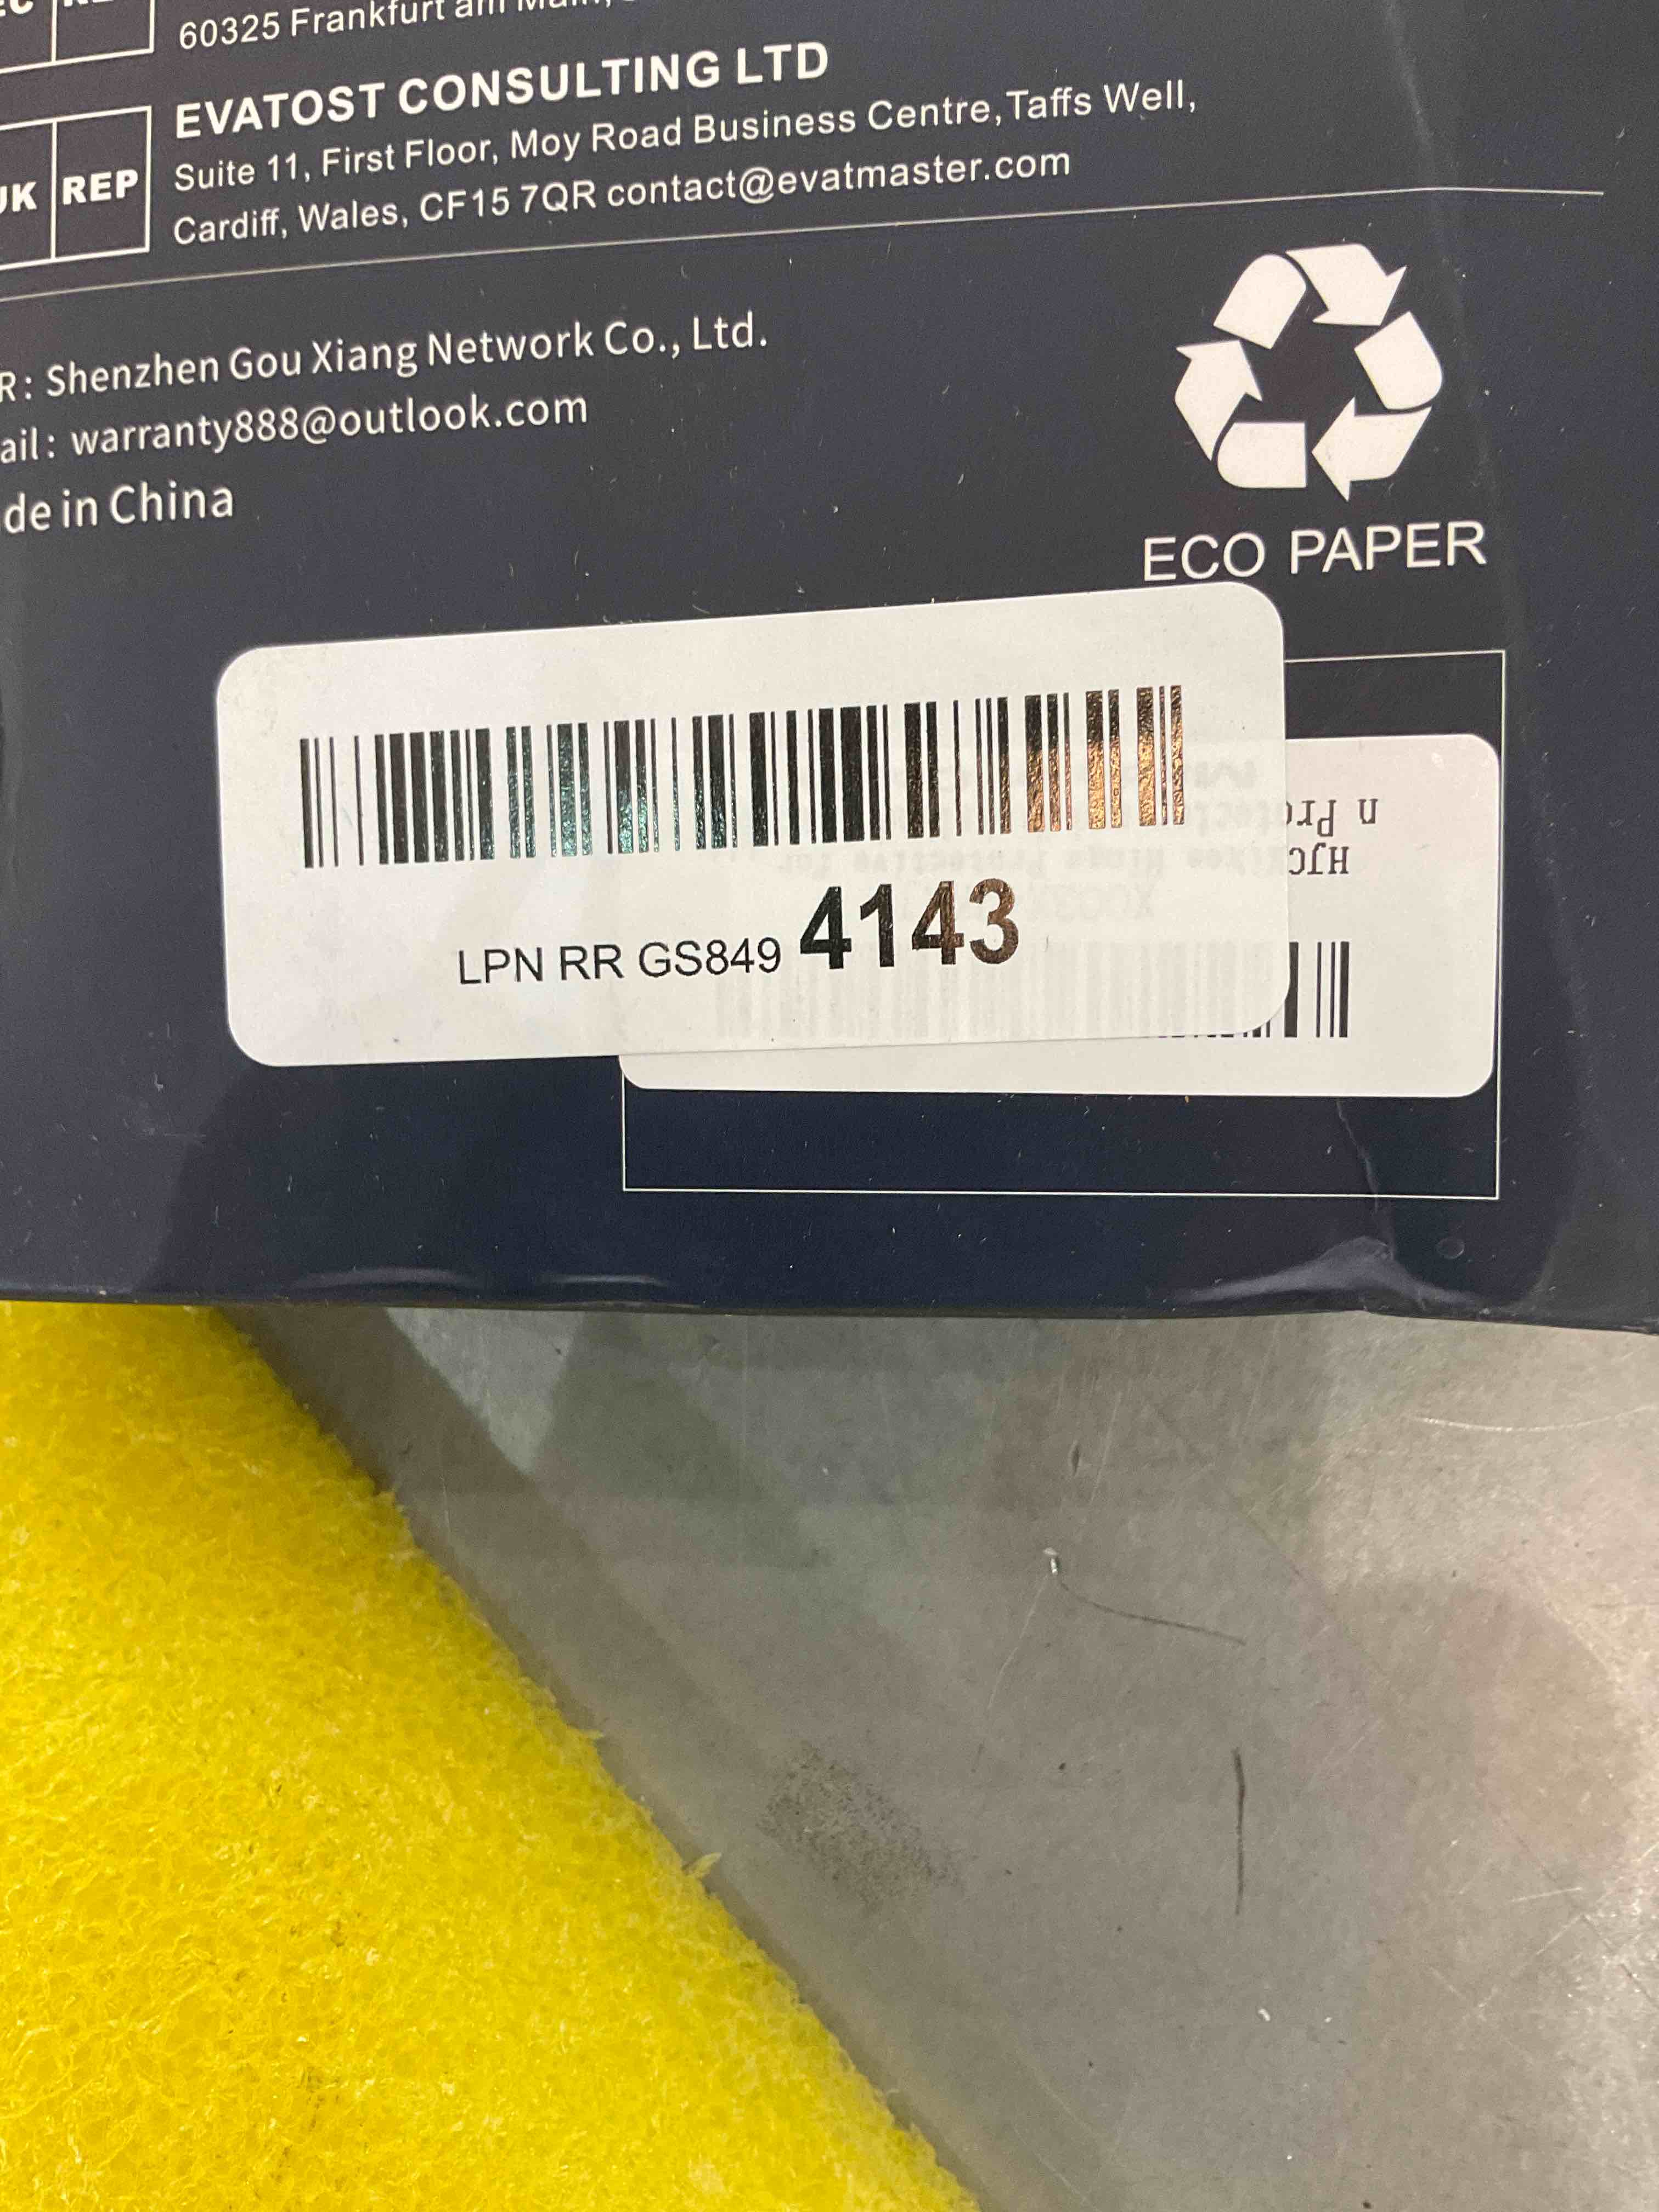 60325 Frankfurt am Main,
EVATOST CONSULTING LTD
Suite 11, First Floor, Moy Road Business Centre, Taffs Well,
UK REP
Cardiff, Wales, CF15 7QR contact@evatmaster.com
R: Shenzhen Gou Xiang Network Co., Ltd.
ail: warranty888@outlook.com
de in China
ECO PAPER
LPN RR GS849 4143
HJC
n Pro